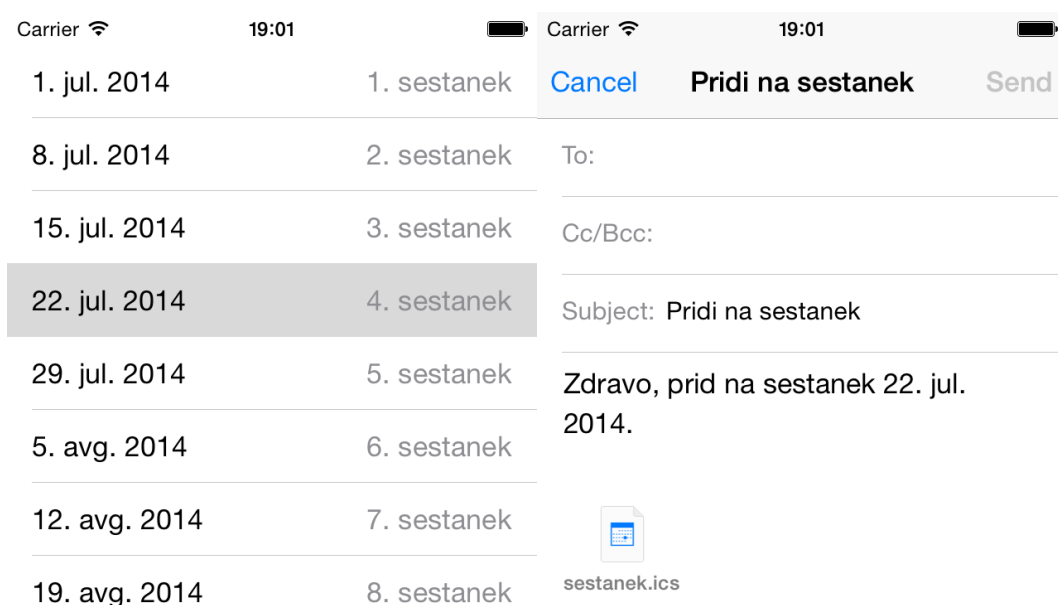 Carrier 19:01
1. jul. 2014 1. sestanek
8. jul. 2014 2. sestanek
15. jul. 2014 3. sestanek
22. jul. 2014 4. sestanek
29. jul. 2014 5. sestanek
5. avg. 2014 6. sestanek
12. avg. 2014 7. sestanek
19. avg. 2014 8. sestanek
Carrier 19:01
Cancel Pridi na sestanek Send
To:
Cc/Bcc:
Subject: Pridi na sestanek
Zdravo, prid na sestanek 22. jul.
2014.
sestanek.ics